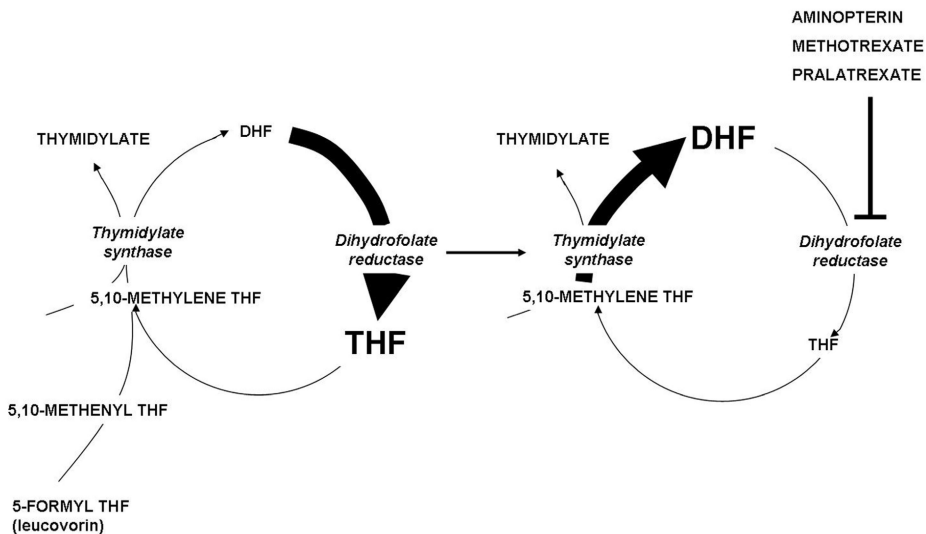 AMINOPTERIN
METHOTREXATE
PRALATREXATE
THYMIDYLATE
DHF
Thymidylate
synthase
Dihydrofolate
reductase
5,10-METHYLENE THF
THF
5,10-METHENYL THF
5-FORMYL THF
(leucovorin)
THYMIDYLATE
DHF
Thymidylate
synthase
Dihydrofolate
reductase
5,10-METHYLENE THF
THF